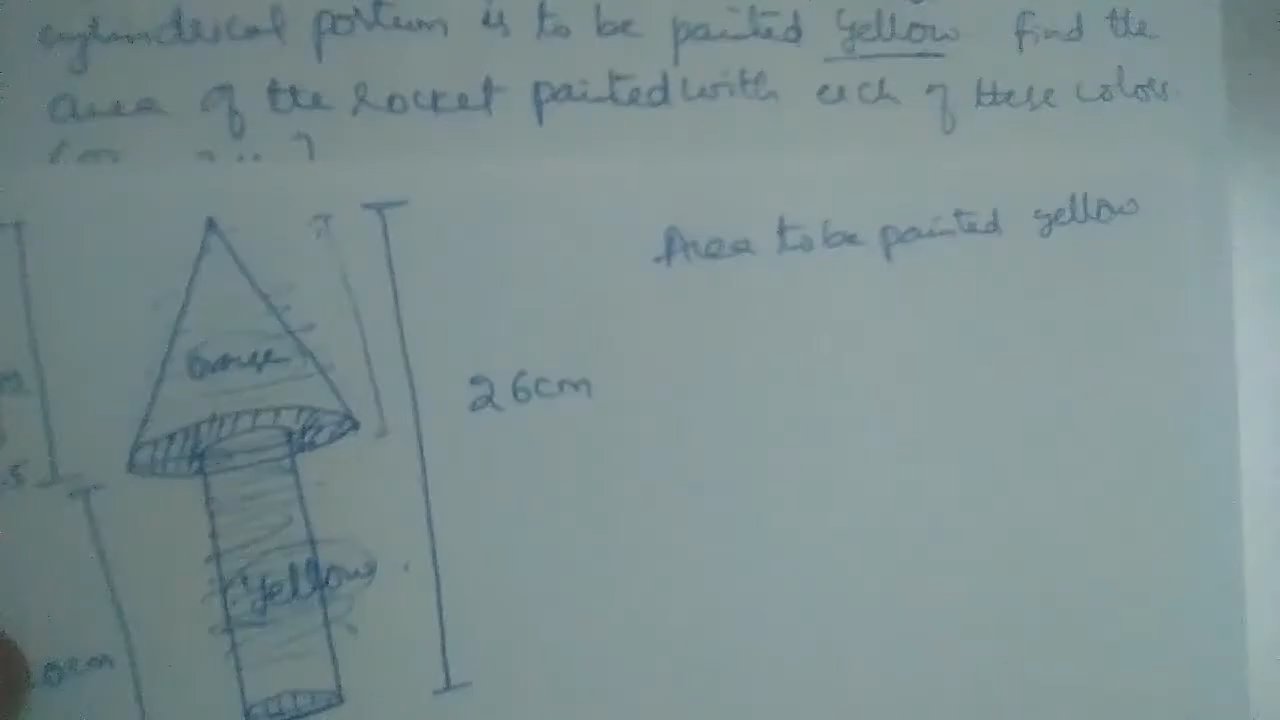 cylinderical portion is to be painted yellow find the
area of the rocket painted with each of these colors
Area to be painted yellow
Orange
26cm
Yellow